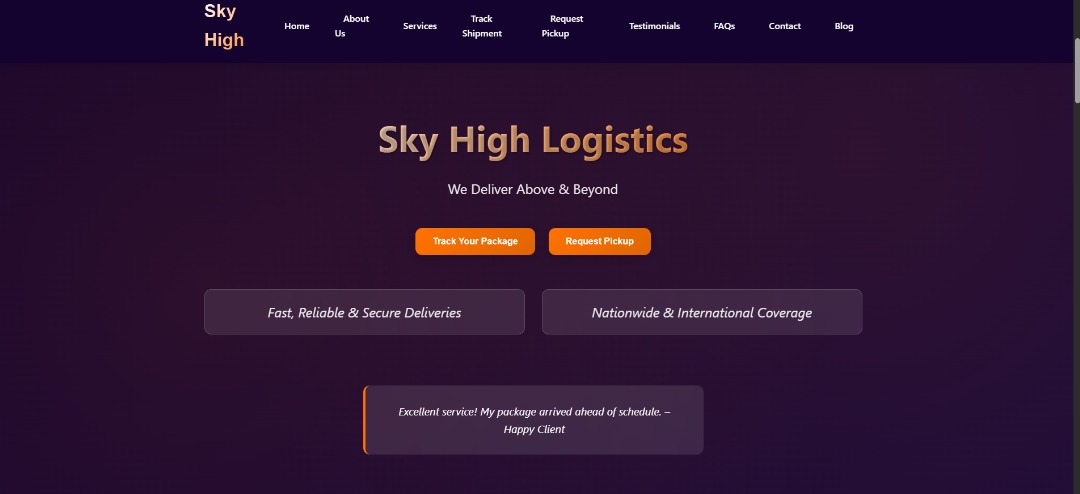 Sky
High
Home
About
Us
Services
Track
Shipment
Request
Pickup
Testimonials
FAQs
Contact
Blog
Sky High Logistics
We Deliver Above & Beyond
Track Your Package
Request Pickup
Fast, Reliable & Secure Deliveries
Nationwide & International Coverage
Excellent service! My package arrived ahead of schedule. –
Happy Client